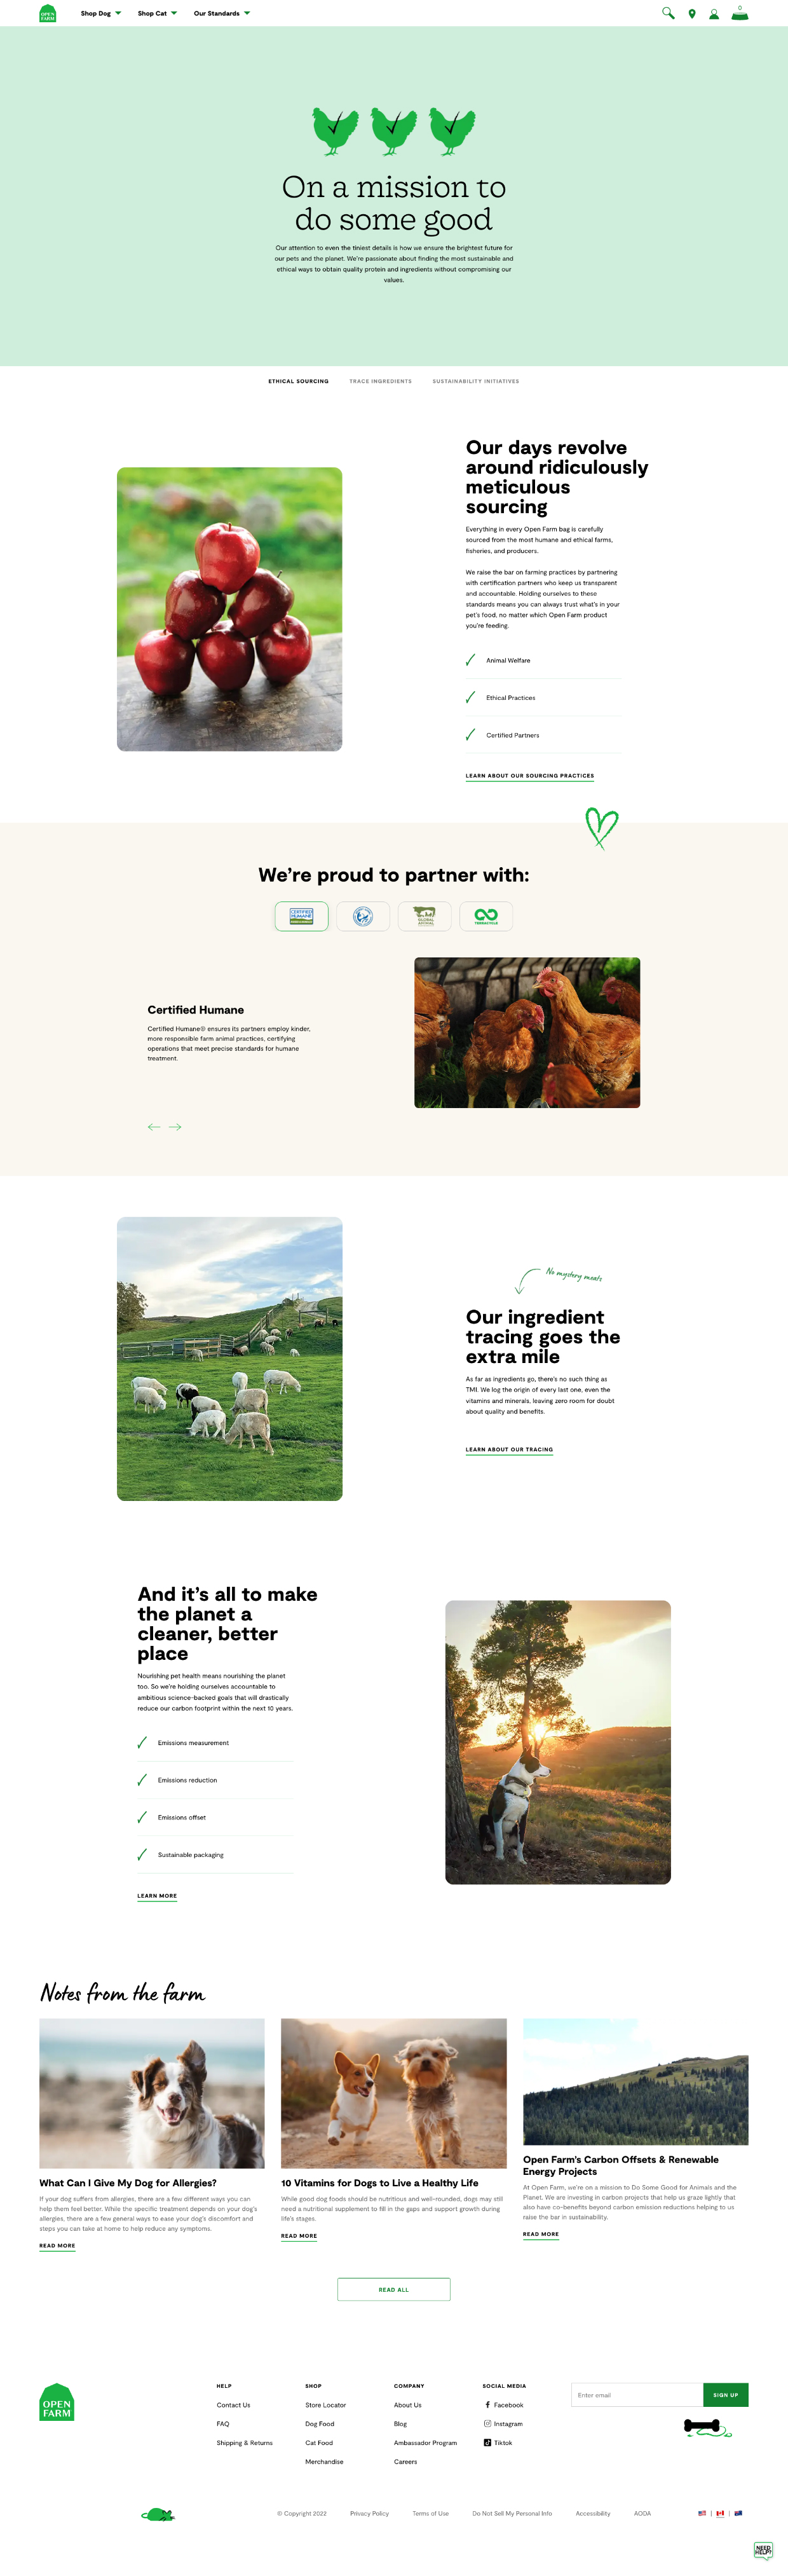 OPEN
FARM
Shop Dog
Shop Cat
Our Standards
0
On a mission to
do some good
Our attention to even the tiniest details is how we ensure the brightest future for
our pets and the planet. We're passionate about finding the most sustainable and
ethical ways to obtain quality protein and ingredients without compromising our
values.
ETHICAL SOURCING
TRACE INGREDIENTS
SUSTAINABILITY INITIATIVES
Our days revolve
around ridiculously
meticulous
sourcing
Everything in every Open Farm bag is carefully
sourced from the most humane and ethical farms,
fisheries, and producers.
We raise the bar on farming practices by partnering
with certification partners who keep us transparent
and accountable. Holding ourselves to these
standards means you can always trust what's in your
pet's food, no matter which Open Farm product
you're feeding.
Animal Welfare
Ethical Practices
Certified Partners
LEARN ABOUT OUR SOURCING PRACTICES
We're proud to partner with:
CERTIFIED
HUMANE
GLOBAL
ANIMAL
TERRACYCLE
Certified Humane
Certified Humane® ensures its partners employ kinder,
more responsible farm animal practices, certifying
operations that meet precise standards for humane
treatment.
No mystery meats
Our ingredient
tracing goes the
extra mile
As far as ingredients go, there's no such thing as
TMI. We log the origin of every last one, even the
vitamins and minerals, leaving zero room for doubt
about quality and benefits.
LEARN ABOUT OUR TRACING
And it's all to make
the planet a
cleaner, better
place
Nourishing pet health means nourishing the planet
too. So we're holding ourselves accountable to
ambitious science-backed goals that will drastically
reduce our carbon footprint within the next 10 years.
Emissions measurement
Emissions reduction
Emissions offset
Sustainable packaging
LEARN MORE
Notes from the farm
What Can I Give My Dog for Allergies?
If your dog suffers from allergies, there are a few different ways you can
help them feel better. While the specific treatment depends on your dog's
allergies, there are a few general ways to ease your dog's discomfort and
steps you can take at home to help reduce any symptoms.
READ MORE
10 Vitamins for Dogs to Live a Healthy Life
While good dog foods should be nutritious and well-rounded, dogs may still
need a nutritional supplement to fill in the gaps and support growth during
life's stages.
READ MORE
Open Farm's Carbon Offsets & Renewable
Energy Projects
At Open Farm, we're on a mission to Do Some Good for Animals and the
Planet. We are investing in carbon projects that help us graze lightly that
also have co-benefits beyond carbon emission reductions helping us to
raise the bar in sustainability.
READ MORE
READ ALL
OPEN
FARM
HELP
Contact Us
FAQ
Shipping & Returns
SHOP
Store Locator
Dog Food
Cat Food
Merchandise
COMPANY
About Us
Blog
Ambassador Program
Careers
SOCIAL MEDIA
Facebook
Instagram
Tiktok
Enter email
SIGN UP
© Copyright 2022
Privacy Policy
Terms of Use
Do Not Sell My Personal Info
Accessibility
AODA
NEED
HELP?